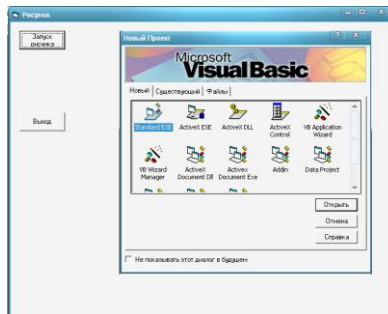 Рисунок
Запуск
рисунка
Выход
Новый Проект
Microsoft
Visual Basic
Новый
Существующий
Файлы
Standard EXE
ActiveX EXE
ActiveX DLL
ActiveX
Control
VB Application
Wizard
VB Wizard
Manager
ActiveX
Document Dll
Activex
Document Exe
Addin
Data Project
Открыть
Отмена
Справка
Не показывать этот диалог в будущем